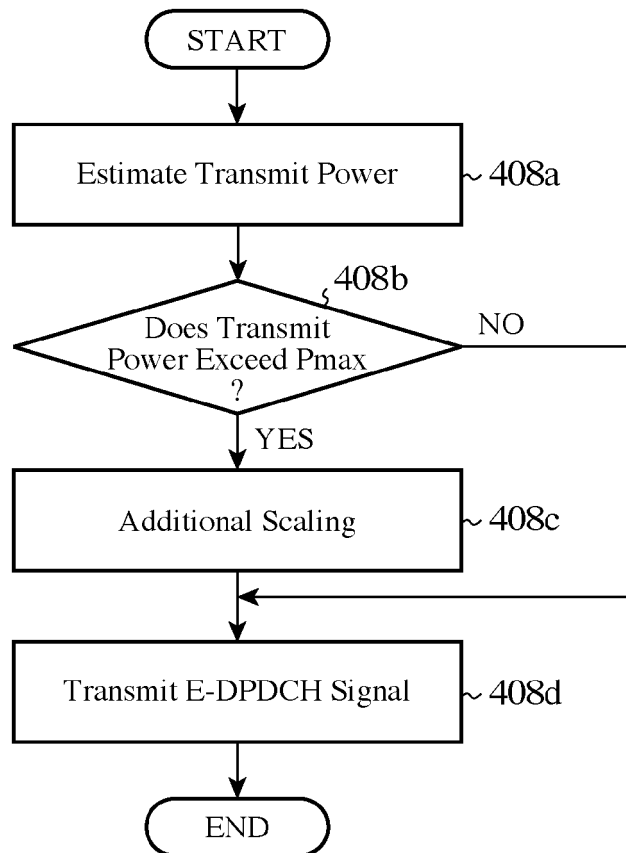 START
Estimate Transmit Power
408a
408b
Does Transmit
Power Exceed Pmax
?
NO
YES
Additional Scaling
408c
Transmit E-DPDCH Signal
408d
END